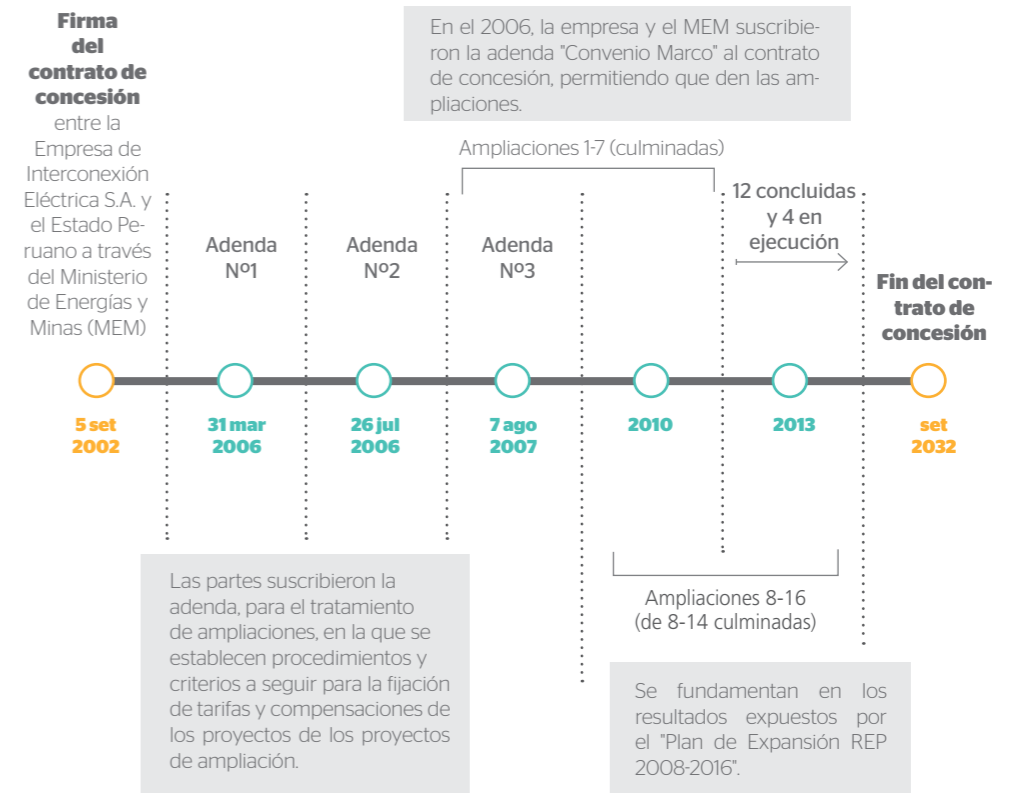 Firma
del
contrato de
concesión
entre la
Empresa de
Interconexión
Eléctrica S.A. y
el Estado Pe-
ruano a través
del Ministerio
de Energías y
Minas (MEM)
En el 2006, la empresa y el MEM suscribie-
ron la adenda "Convenio Marco" al contrato
de concesión, permitiendo que den las am-
pliaciones.
Ampliaciones 1-7 (culminadas)
Adenda
Nº1
Adenda
Nº2
Adenda
Nº3
12 concluidas
y 4 en
ejecución
Fin del con-
trato de
concesión
5 set
2002
31 mar
2006
26 jul
2006
7 ago
2007
2010
2013
set
2032
Las partes suscribieron la
adenda, para el tratamiento
de ampliaciones, en la que se
establecen procedimientos y
criterios a seguir para la fijación
de tarifas y compensaciones de
los proyectos de los proyectos
de ampliación.
Ampliaciones 8-16
(de 8-14 culminadas)
Se fundamentan en los
resultados expuestos por
el "Plan de Expansión REP
2008-2016".